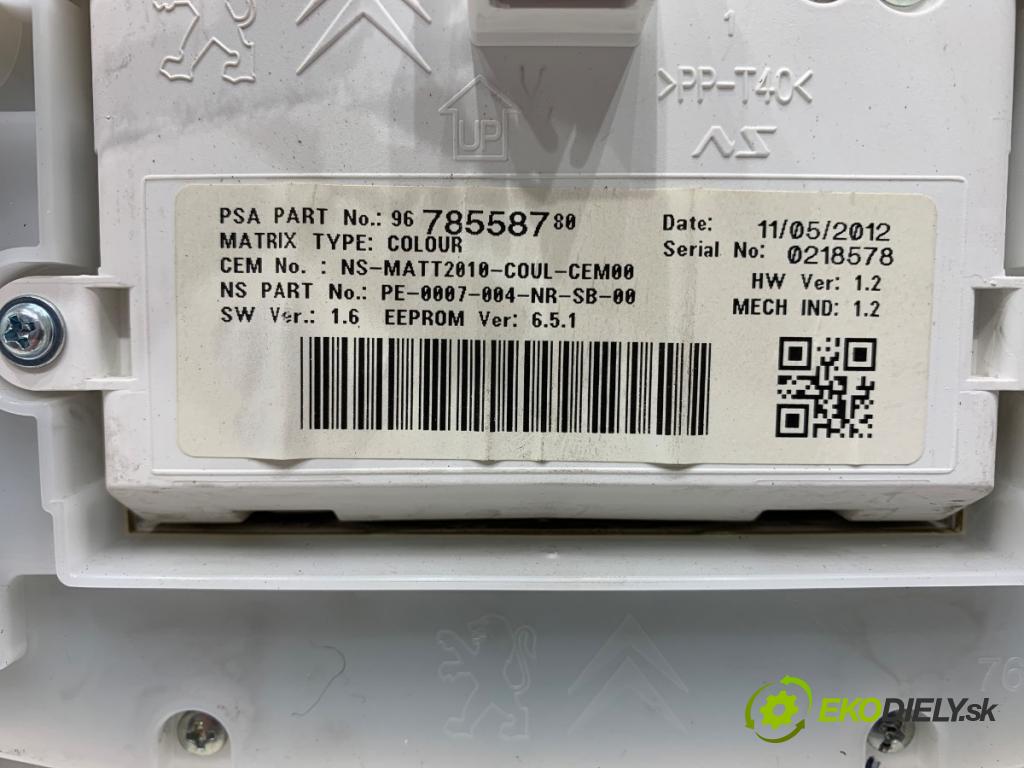 1
>PP-T40<
UP
NS
PSA PART No.: 96 785587 80
MATRIX TYPE: COLOUR
CEM No. : NS-MATT2010-COUL-CEM00
NS PART No.: PE-0007-004-NR-SB-00
SW Ver.: 1.6 EEPROM Ver: 6.5.1
Date: 11/05/2012
Serial No: 0218578
HW Ver: 1.2
MECH IND: 1.2
76
EKODIELY.sk